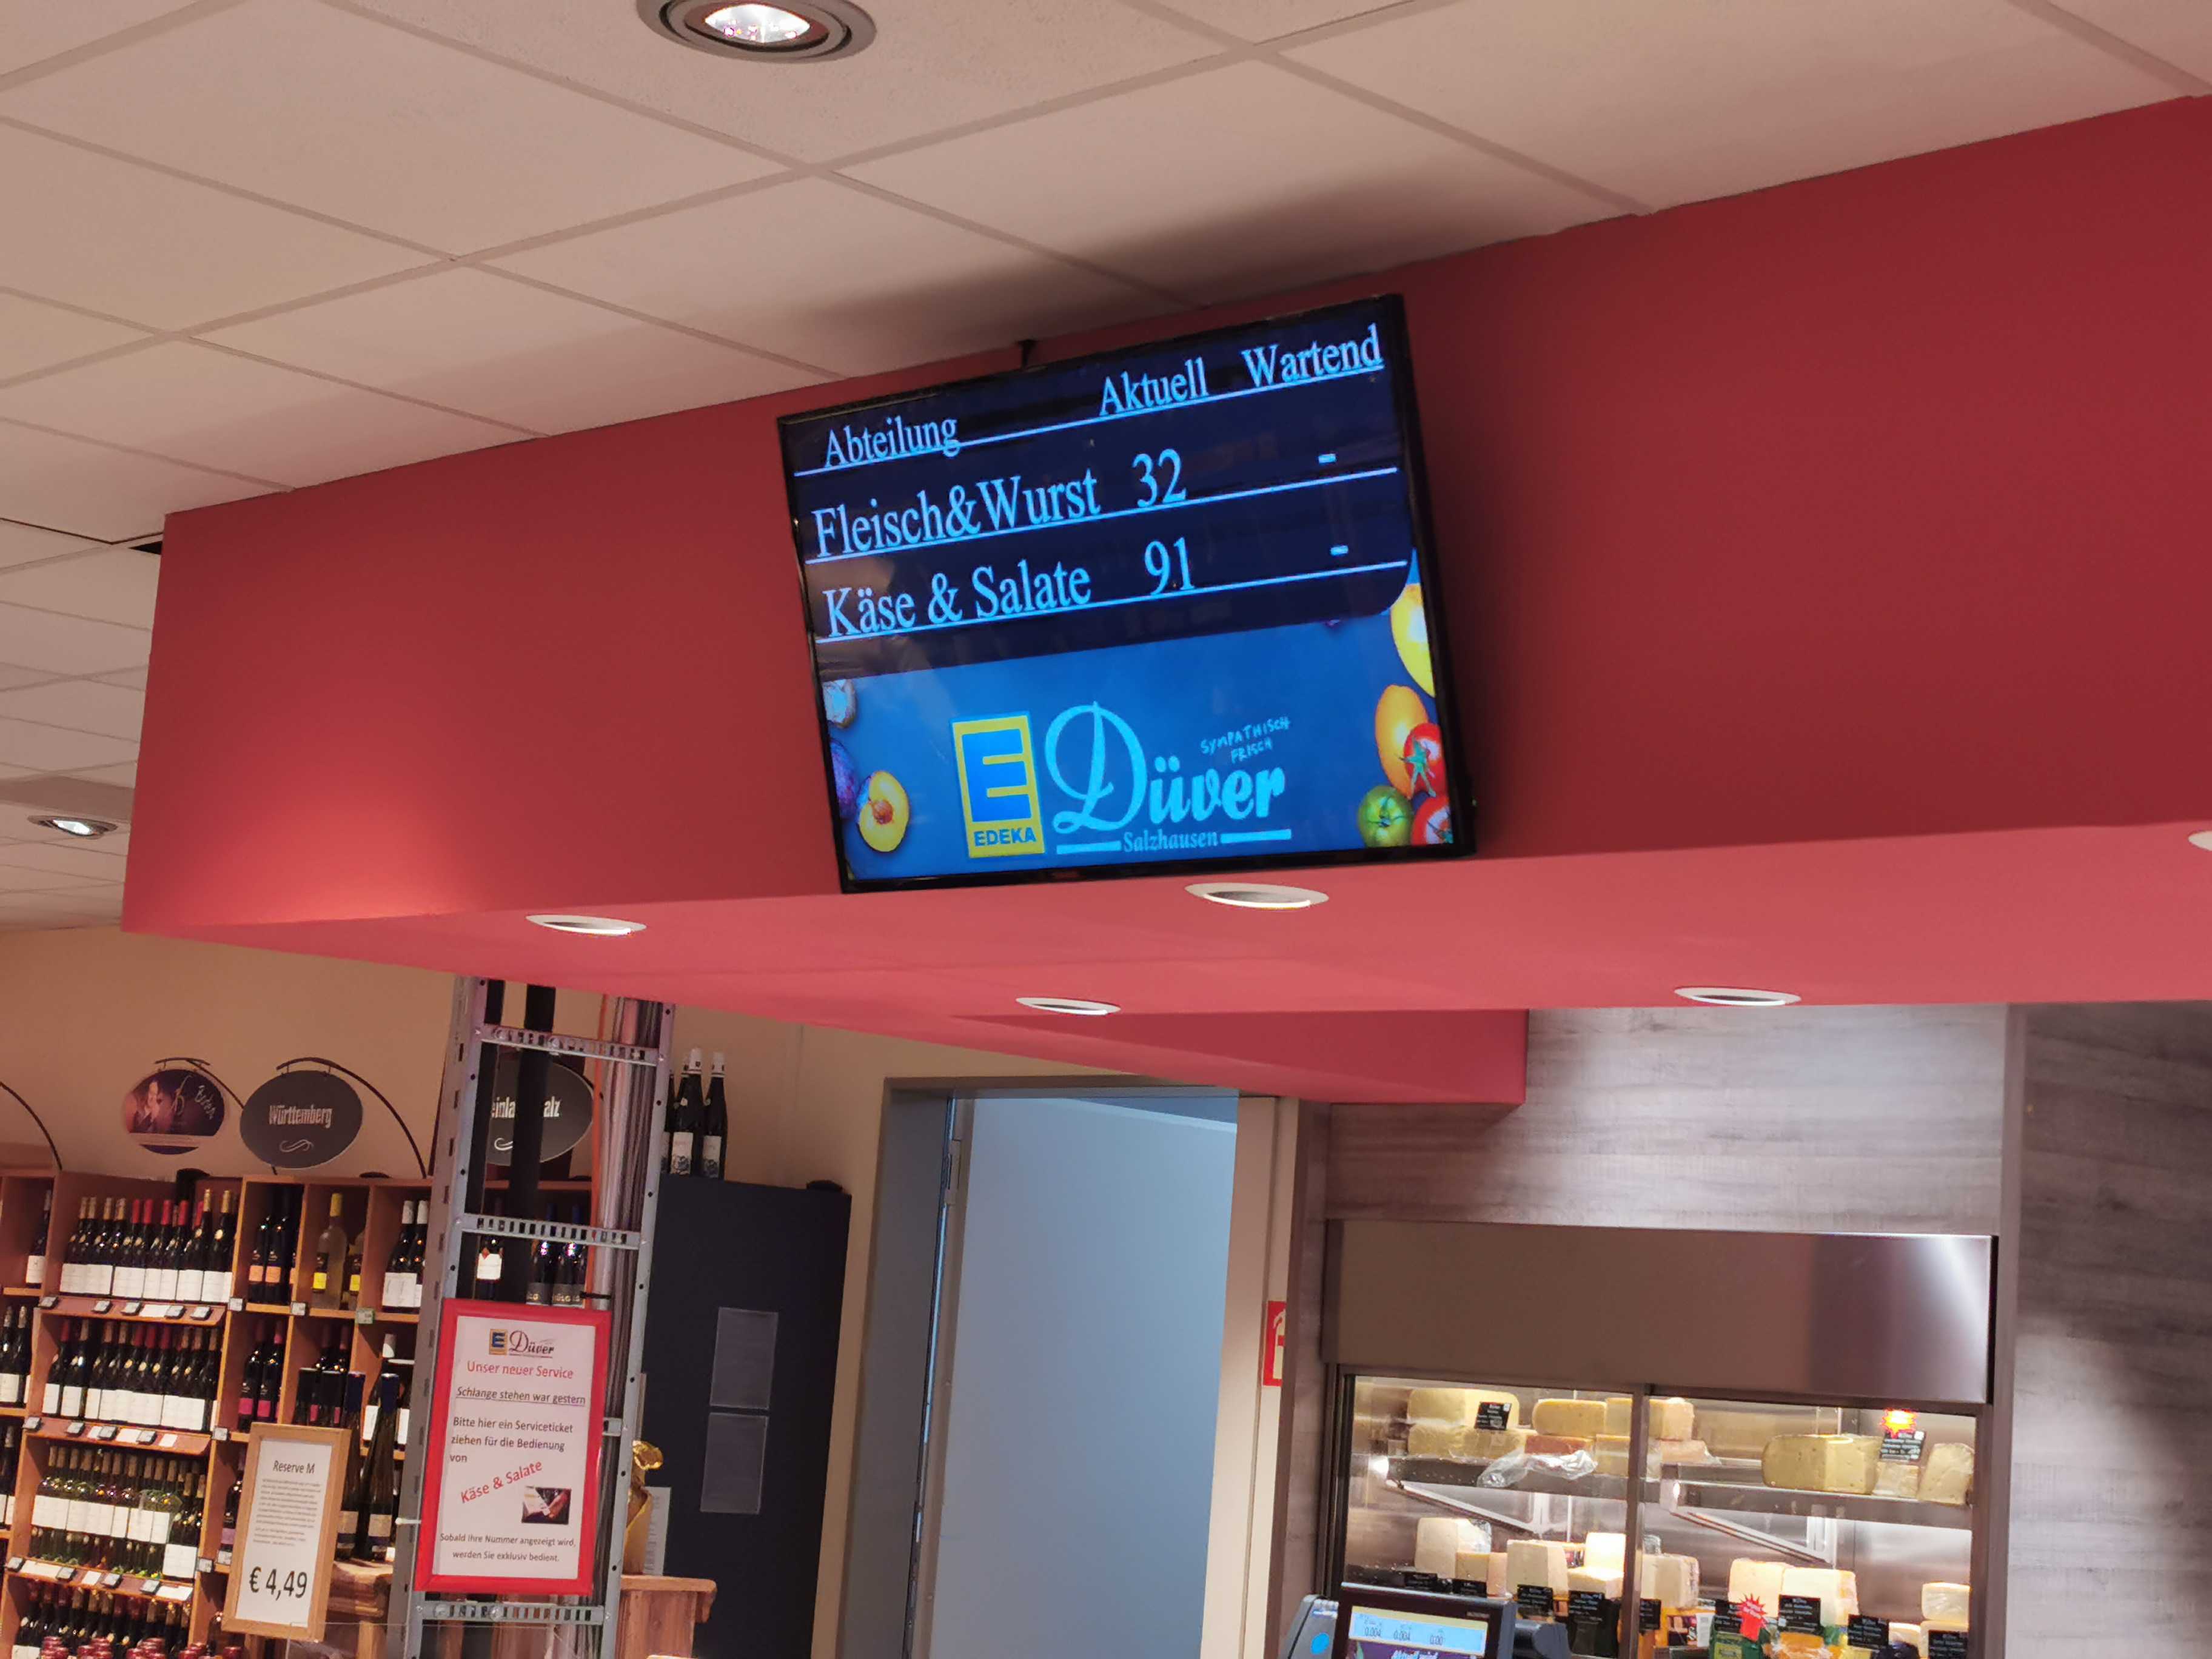 Abteilung Aktuell Wartend
Fleisch&Wurst 32 -
Käse & Salate 91 -
E
EDEKA
Düver
SYMPATHISCH
FRISCH
Salzhausen
Baden
Württemberg
E Düver
Unser neuer Service
Schlange stehen war gestern
Bitte hier ein Serviceticket
ziehen für die Bedienung
von
Käse & Salate
Sobald Ihre Nummer angezeigt wird,
werden Sie exklusiv bedient.
Reserve M
€ 4,49